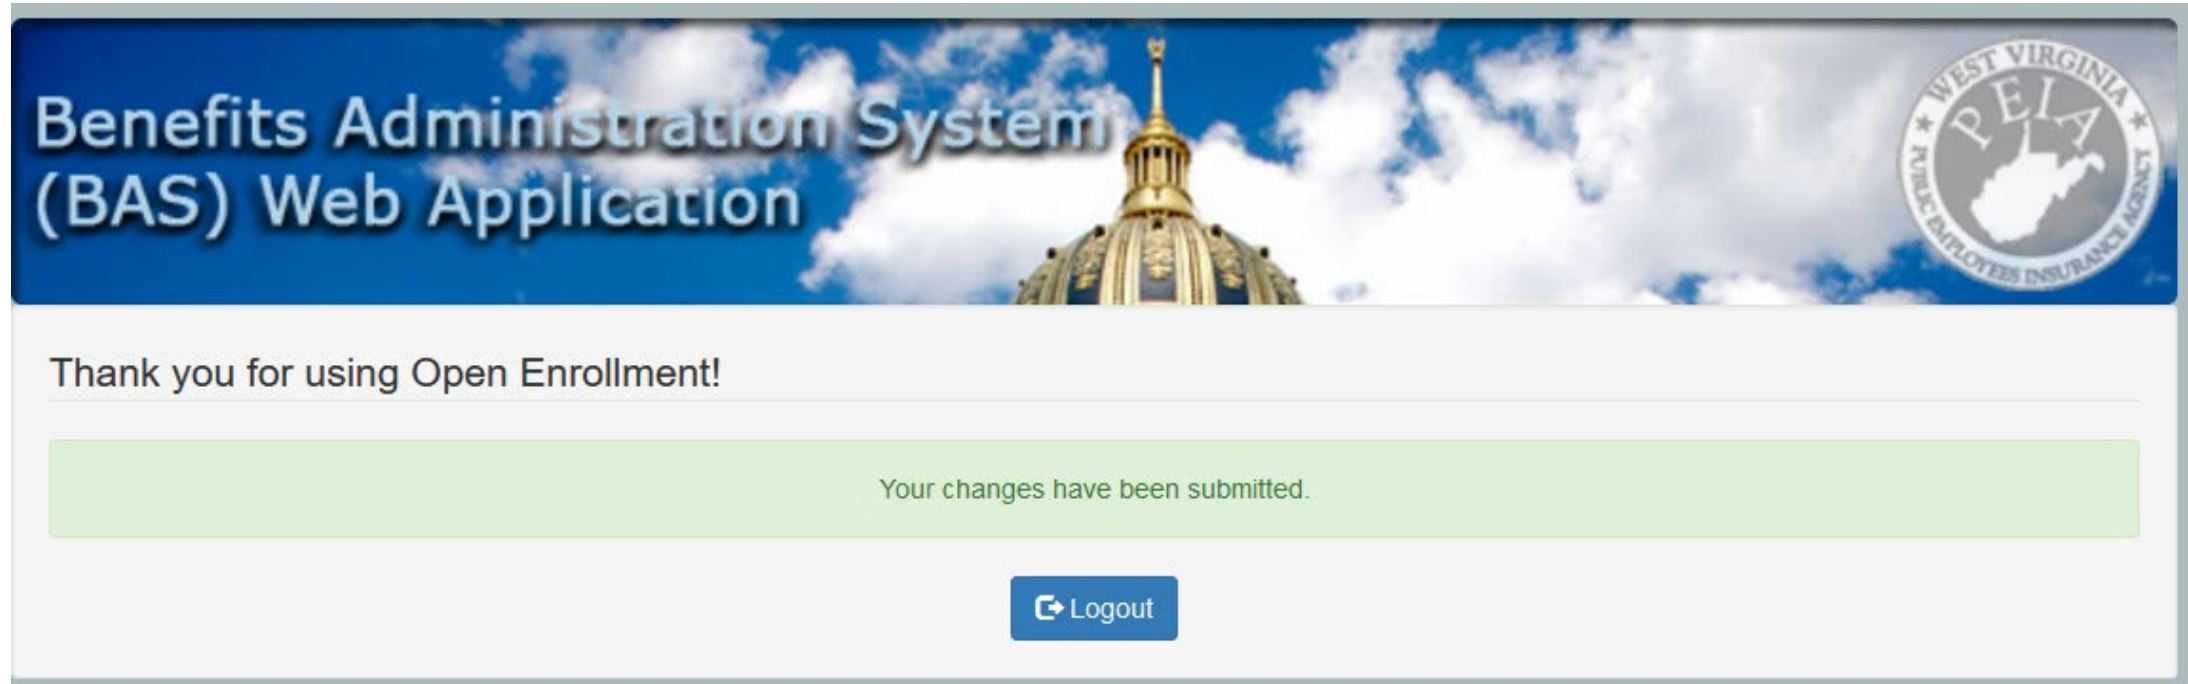 Benefits Administration System
(BAS) Web Application
WEST VIRGINIA
PEIA
PUBLIC EMPLOYEES INSURANCE AGENCY
Thank you for using Open Enrollment!
Your changes have been submitted.
Logout